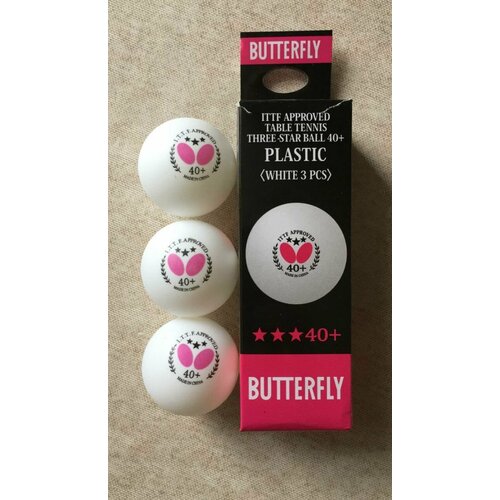 BUTTERFLY
ITTF APPROVED
TABLE TENNIS
THREE-STAR BALL 40+
PLASTIC
〈WHITE 3 PCS〉
ITTF APPROVED
40+
MADE IN CHINA
★★★40+
BUTTERFLY
I.T.T.F. APPROVED
40+
MADE IN CHINA
I.T.T.F. APPROVED
40+
MADE IN CHINA
I.T.T.F. APPROVED
40+
MADE IN CHINA